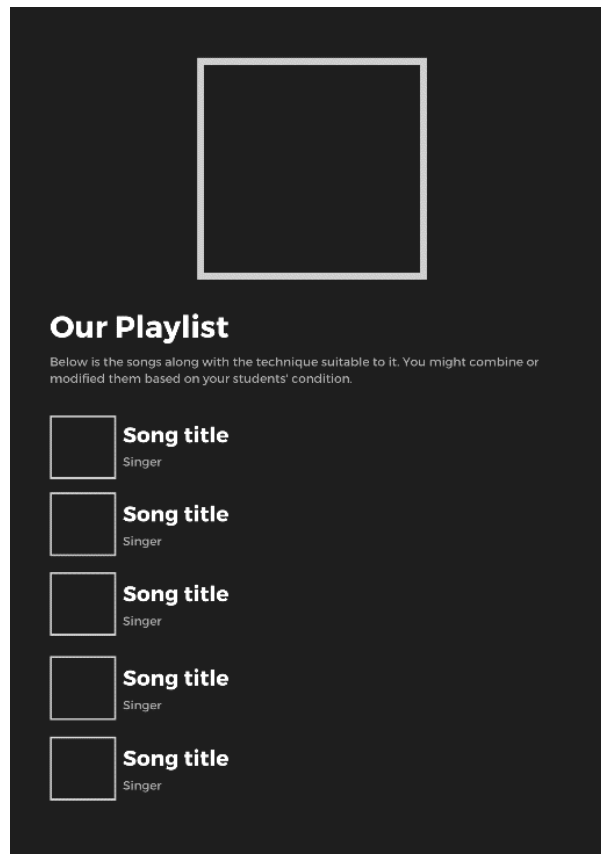 Our Playlist
Below is the songs along with the technique suitable to it. You might combine or
modified them based on your students' condition.
Song title
Singer
Song title
Singer
Song title
Singer
Song title
Singer
Song title
Singer